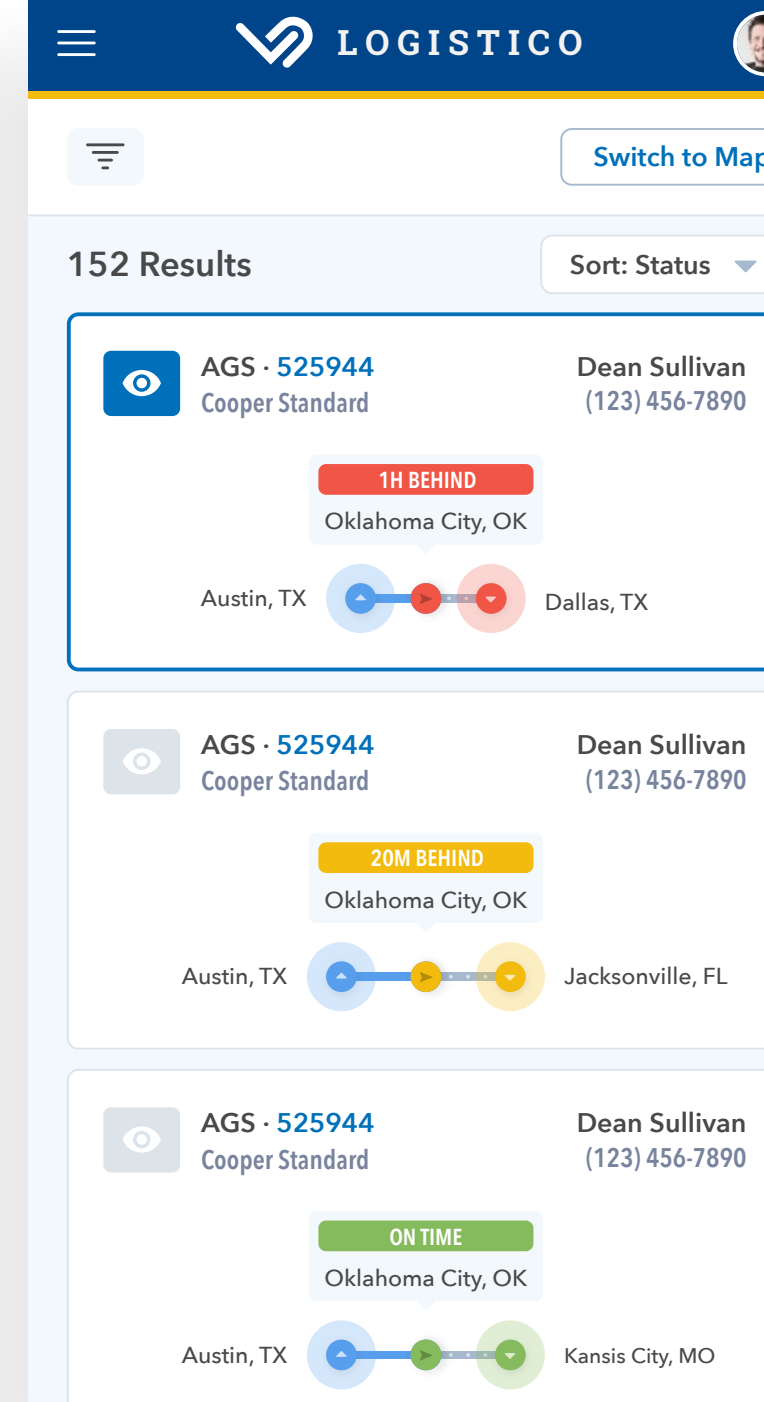 LOGISTICO
Switch to Map
152 Results
Sort: Status
AGS · 525944
Cooper Standard
Dean Sullivan
(123) 456-7890
1H BEHIND
Oklahoma City, OK
Austin, TX
Dallas, TX
AGS · 525944
Cooper Standard
Dean Sullivan
(123) 456-7890
20M BEHIND
Oklahoma City, OK
Austin, TX
Jacksonville, FL
AGS · 525944
Cooper Standard
Dean Sullivan
(123) 456-7890
ON TIME
Oklahoma City, OK
Austin, TX
Kansis City, MO